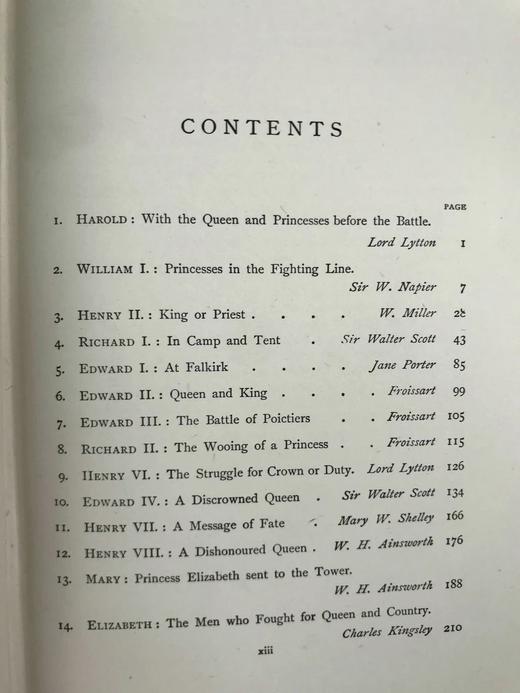 CONTENTS
PAGE
1. HAROLD: With the Queen and Princesses before the Battle.
Lord Lytton 1
2. WILLIAM I.: Princesses in the Fighting Line.
Sir W. Napier 7
3. HENRY II.: King or Priest . . . . W. Miller 28
4. RICHARD I.: In Camp and Tent . Sir Walter Scott 43
5. EDWARD I.: At Falkirk . . . . Jane Porter 85
6. EDWARD II.: Queen and King . . . . Froissart 99
7. EDWARD III.: The Battle of Poictiers . . Froissart 105
8. RICHARD II.: The Wooing of a Princess . . Froissart 115
9. HENRY VI.: The Struggle for Crown or Duty. Lord Lytton 126
10. EDWARD IV.: A Discrowned Queen . Sir Walter Scott 134
11. HENRY VII.: A Message of Fate . Mary W. Shelley 166
12. HENRY VIII.: A Dishonoured Queen . W. H. Ainsworth 176
13. MARY: Princess Elizabeth sent to the Tower.
W. H. Ainsworth 188
14. ELIZABETH: The Men who Fought for Queen and Country.
Charles Kingsley 210
xiii